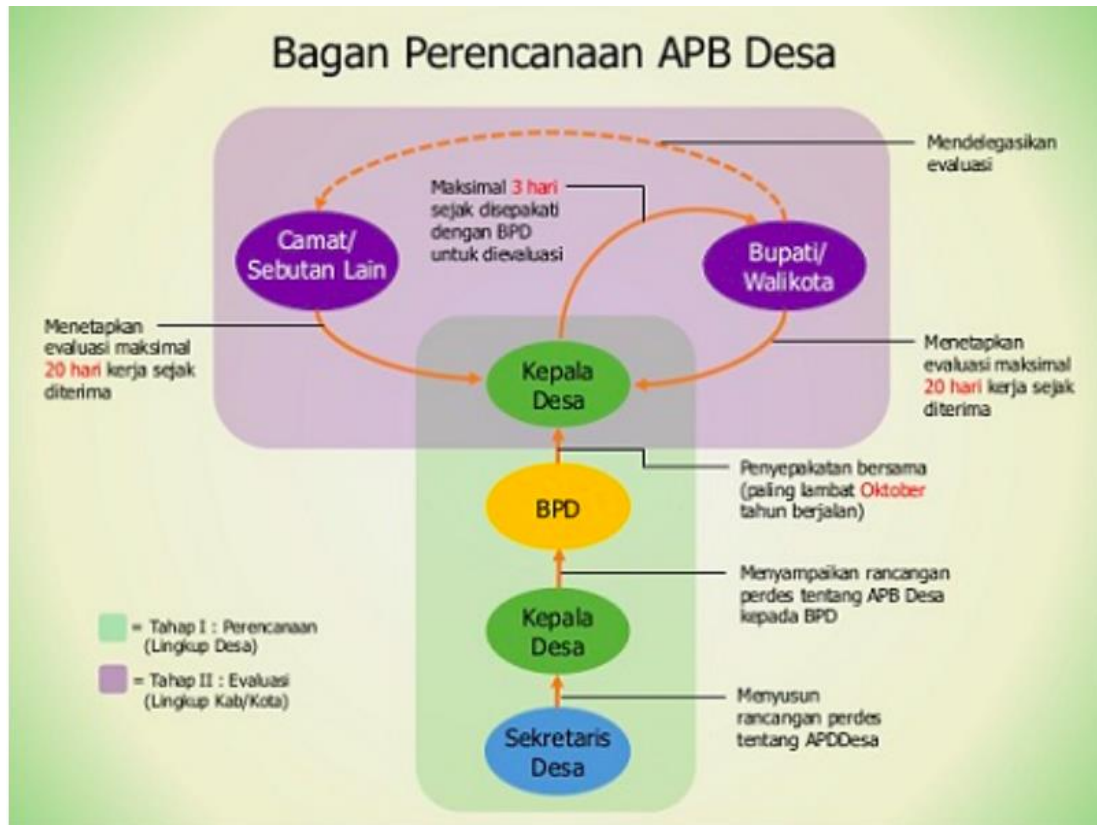 Bagan Perencanaan APB Desa
Mendelegasikan
evaluasi
Maksimal 3 hari
sejak disepakati
dengan BPD
untuk dievaluasi
Camat/
Sebutan Lain
Bupati/
Walikota
Menetapkan
evaluasi maksimal
20 hari kerja sejak
diterima
Menetapkan
evaluasi maksimal
20 hari kerja sejak
diterima
Kepala
Desa
Penyepakatan bersama
(paling lambat Oktober
tahun berjalan)
BPD
Menyampaikan rancangan
perdes tentang APB Desa
kepada BPD
Kepala
Desa
= Tahap I : Perencanaan
(Lingkup Desa)
= Tahap II : Evaluasi
(Lingkup Kab/Kota)
Menyusun
rancangan perdes
tentang APDDesa
Sekretaris
Desa